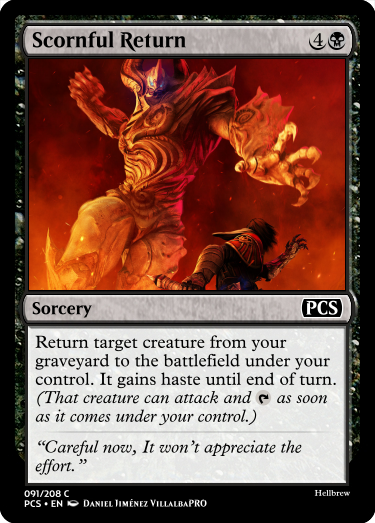 Scornful Return 4
Sorcery PCS
Return target creature from your
graveyard to the battlefield under your
control. It gains haste until end of turn.
(That creature can attack and as soon
as it comes under your control.)
“Careful now, It won’t appreciate the
effort.”
091/208 C Hellbrew
PCS • EN Daniel Jiménez VillalbaPRO